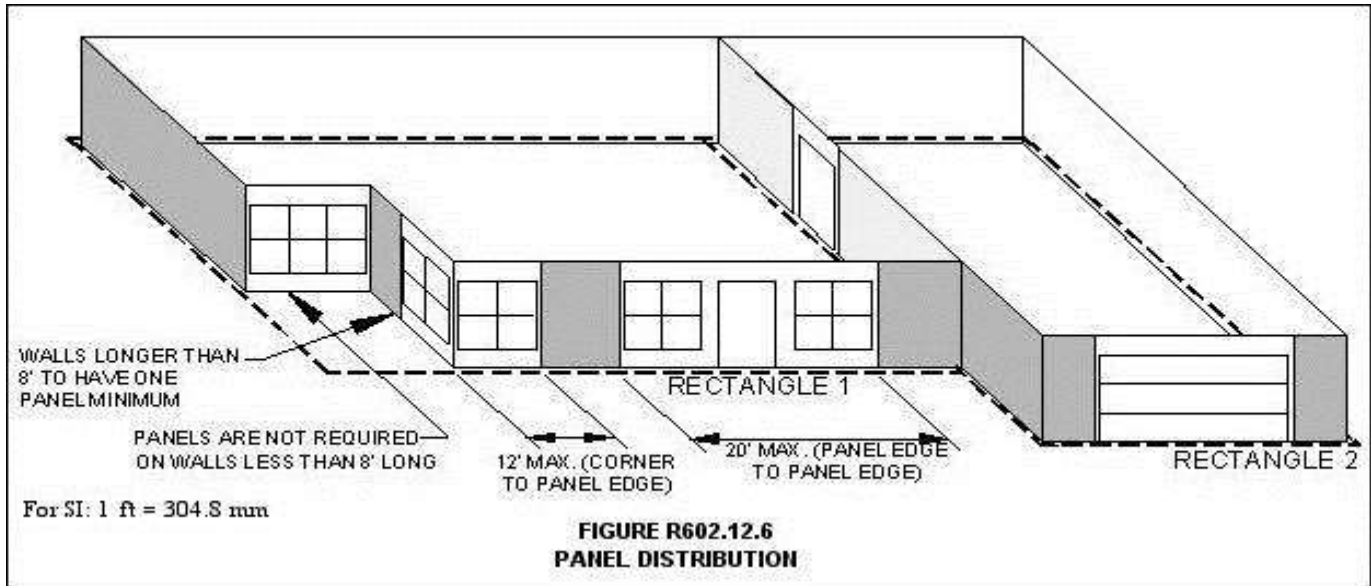 WALLS LONGER THAN
8' TO HAVE ONE
PANEL MINIMUM
PANELS ARE NOT REQUIRED
ON WALLS LESS THAN 8' LONG
12' MAX. (CORNER
TO PANEL EDGE)
20' MAX. (PANEL EDGE
TO PANEL EDGE)
RECTANGLE 1
RECTANGLE 2
For SI: 1 ft = 304.8 mm
FIGURE R602.12.6
PANEL DISTRIBUTION